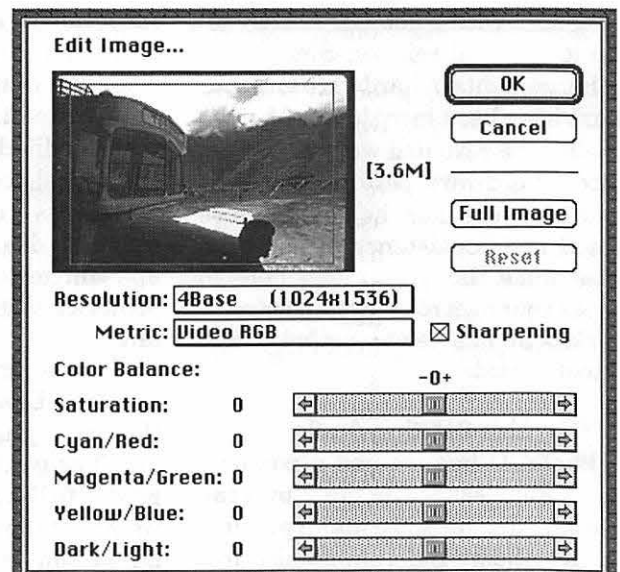 Edit Image...
OK
Cancel
[3.6M]
Full Image
Reset
Resolution: 4Base (1024x1536)
Metric: Video RGB
Sharpening
Color Balance:
-0+
Saturation: 0
Cyan/Red: 0
Magenta/Green: 0
Yellow/Blue: 0
Dark/Light: 0